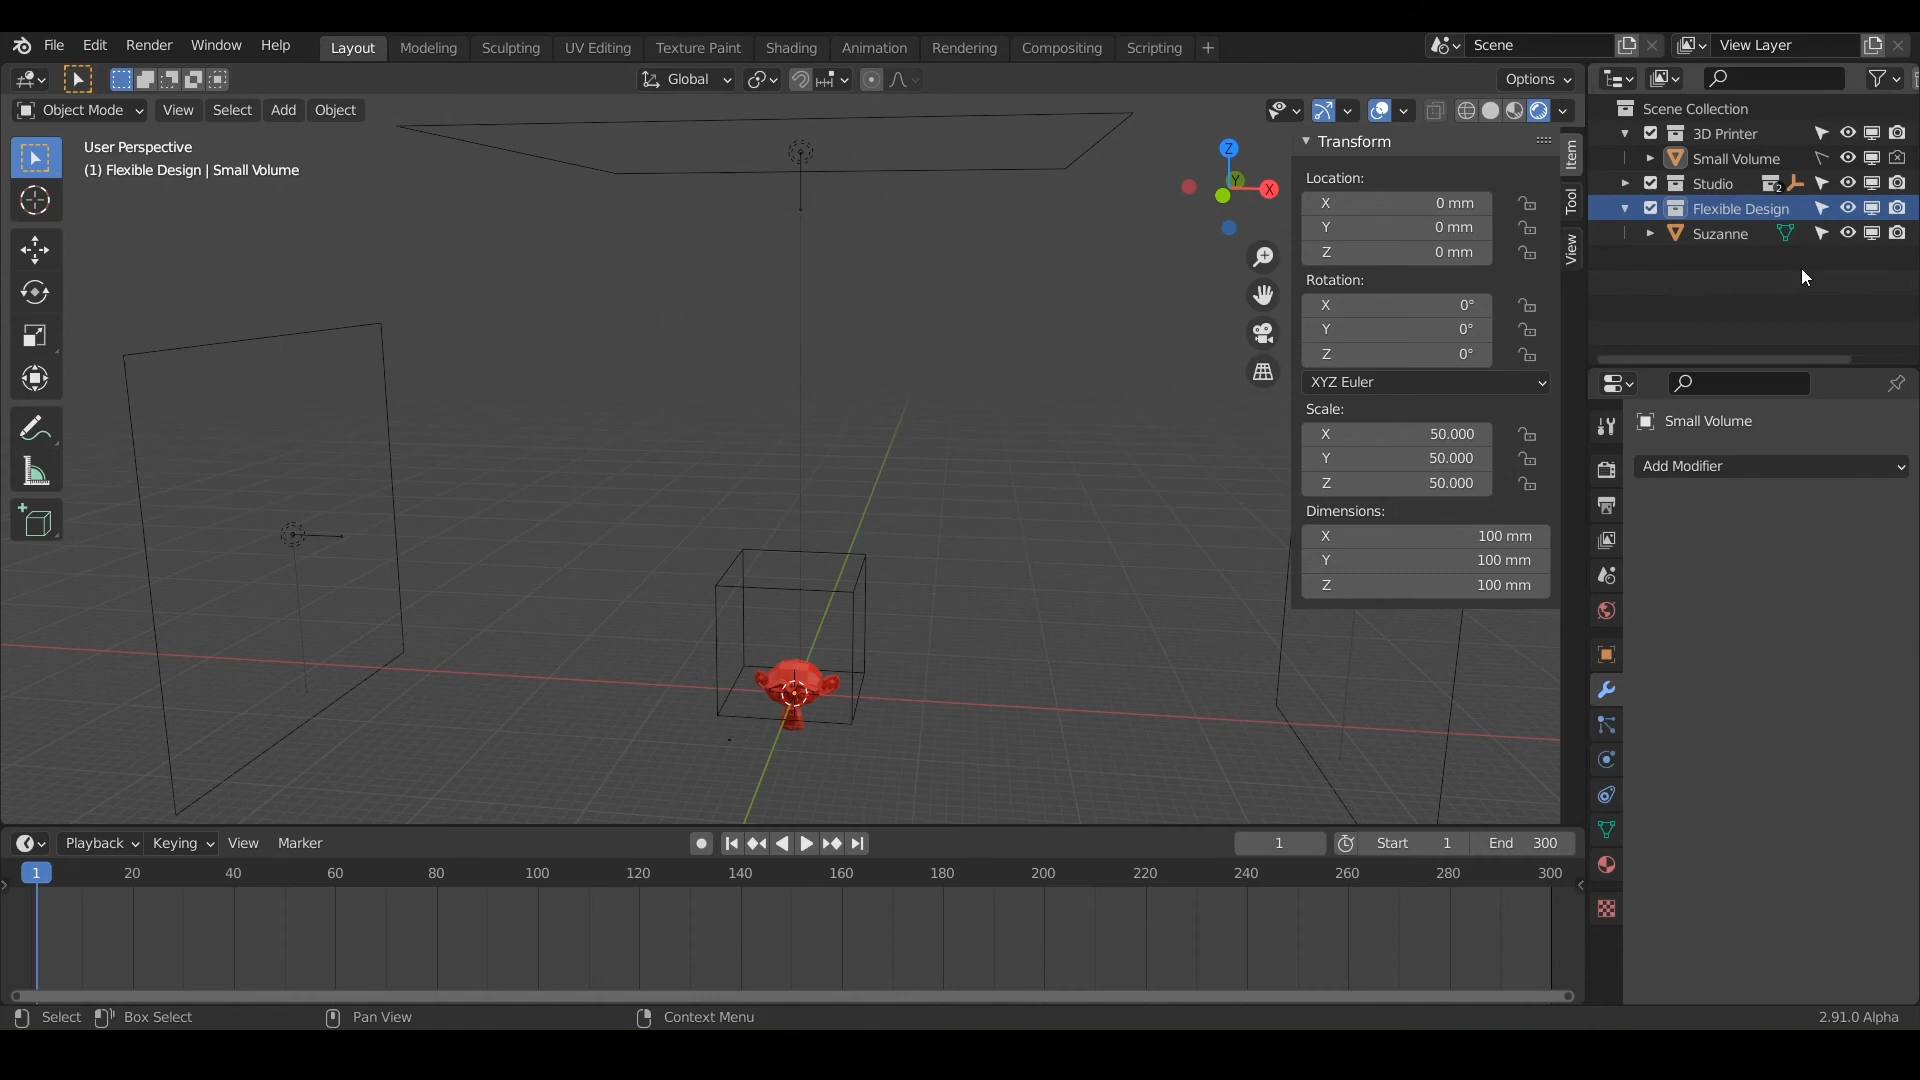 File Edit Render Window Help Layout Modeling Sculpting UV Editing Texture Paint Shading Animation Rendering Compositing Scripting + Scene View Layer
Global Options
Object Mode View Select Add Object
User Perspective
(1) Flexible Design | Small Volume
Z
Y
X
Transform
Location:
X 0 mm
Y 0 mm
Z 0 mm
Rotation:
X 0°
Y 0°
Z 0°
XYZ Euler
Scale:
X 50.000
Y 50.000
Z 50.000
Dimensions:
X 100 mm
Y 100 mm
Z 100 mm
Item
Tool
View
Scene Collection
3D Printer
Small Volume
Studio 2
Flexible Design
Suzanne
Small Volume
Add Modifier
Playback Keying View Marker 1 Start 1 End 300
1 20 40 60 80 100 120 140 160 180 200 220 240 260 280 300
Select Box Select Pan View Context Menu 2.91.0 Alpha